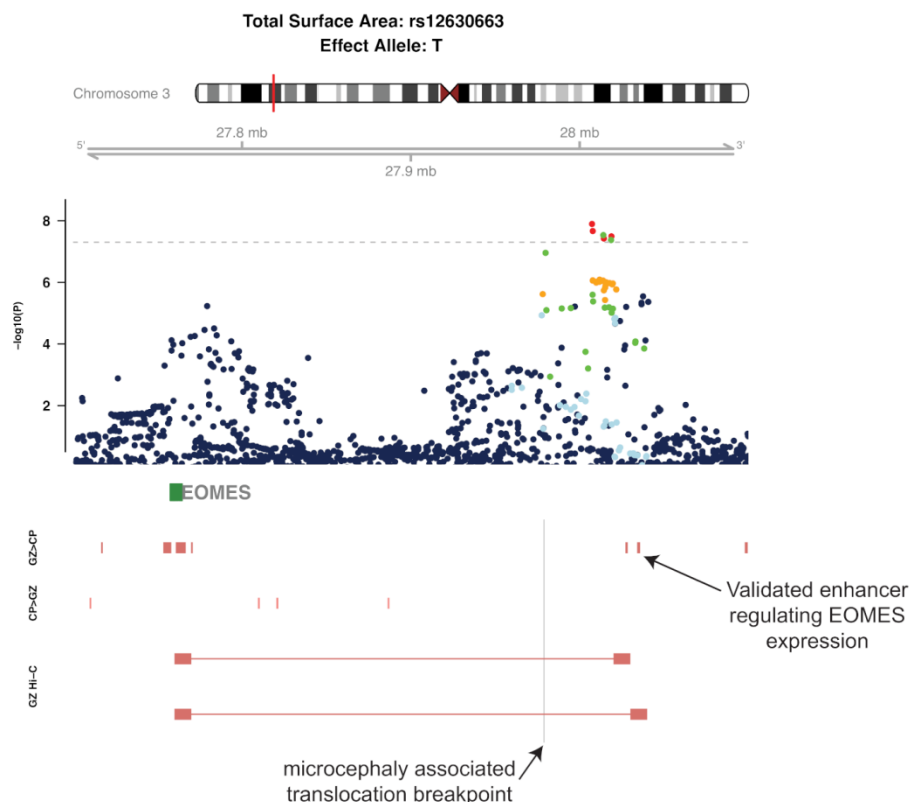 Total Surface Area: rs12630663
Effect Allele: T
Chromosome 3
27.8 mb
28 mb
5'
3'
27.9 mb
8
6
4
2
–log10(P)
EOMES
GZ>CP
CP<GZ
GZ Hi-C
Validated enhancer
regulating EOMES
expression
microcephaly associated
translocation breakpoint